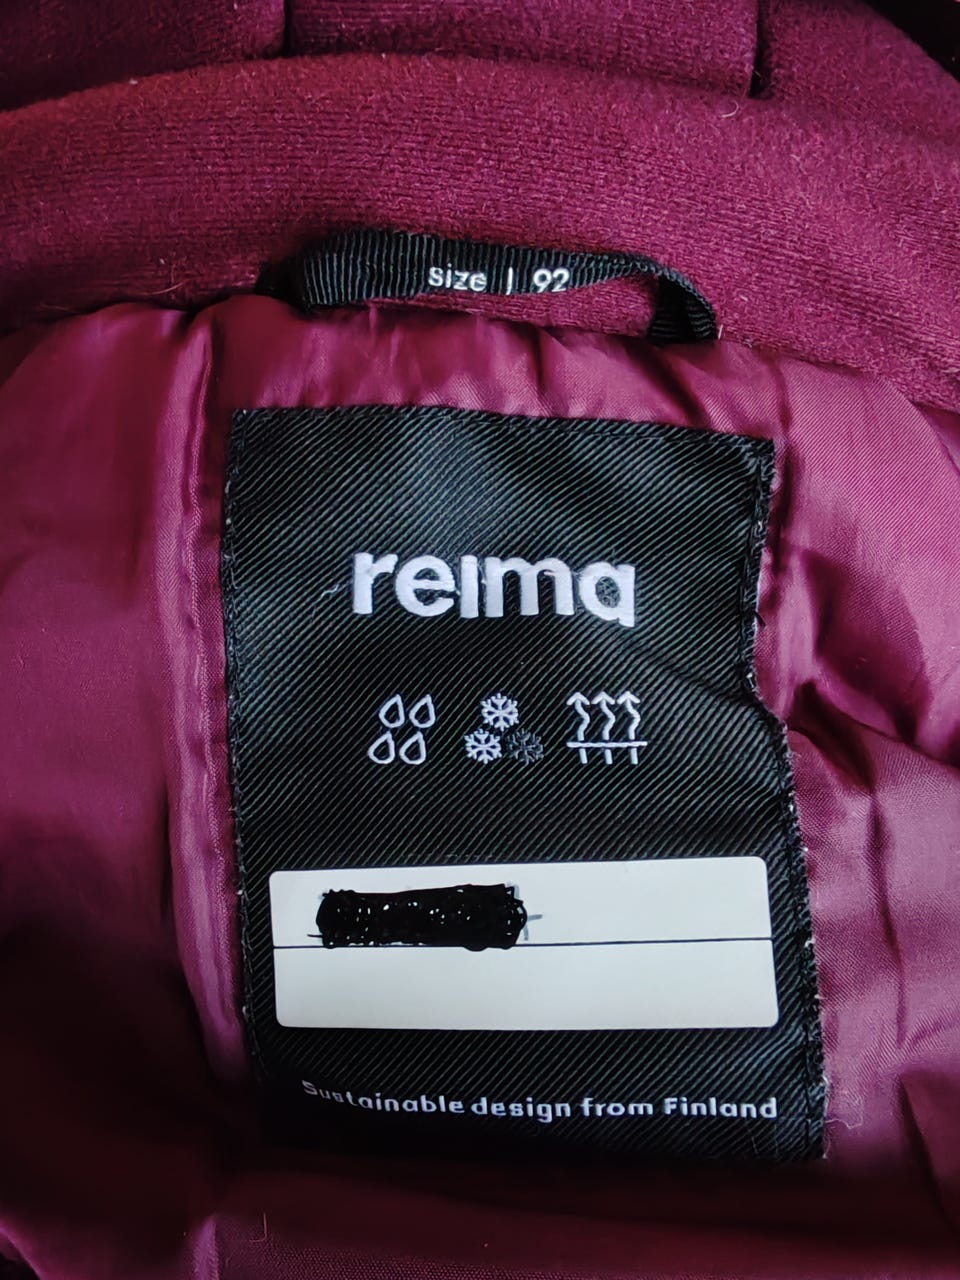 size | 92
reima
Sustainable design from Finland